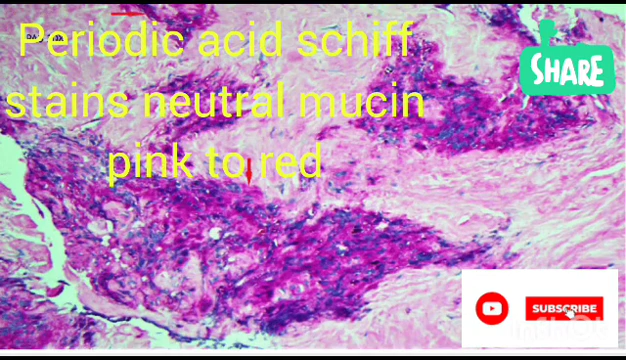 Periodic acid schiff
stains neutral mucin
pink to red
SHARE
SUBSCRIBE